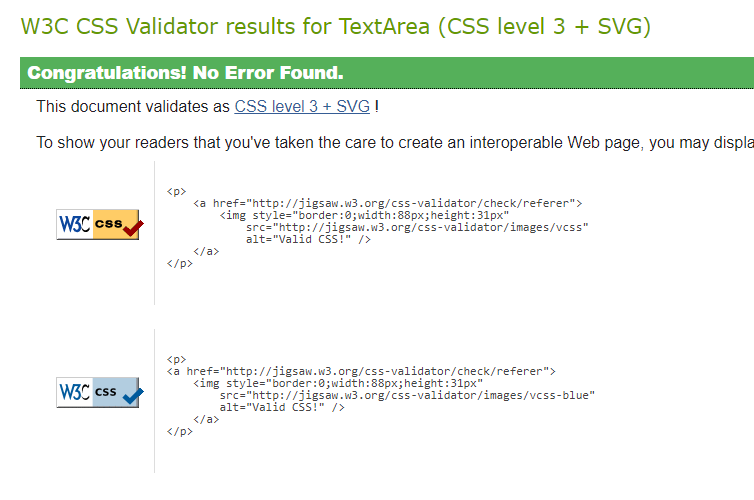 W3C CSS Validator results for TextArea (CSS level 3 + SVG)
Congratulations! No Error Found.
This document validates as CSS level 3 + SVG !
To show your readers that you've taken the care to create an interoperable Web page, you may
W3C css
<p>
<a href="http://jigsaw.w3.org/css-validator/check/referer">
<img style="border:0;width:88px;height:31px"
src="http://jigsaw.w3.org/css-validator/images/vcss"
alt="Valid CSS!" />
</a>
</p>
W3C css
<p>
<a href="http://jigsaw.w3.org/css-validator/check/referer">
<img style="border:0;width:88px;height:31px"
src="http://jigsaw.w3.org/css-validator/images/vcss-blue"
alt="Valid CSS!" />
</a>
</p>